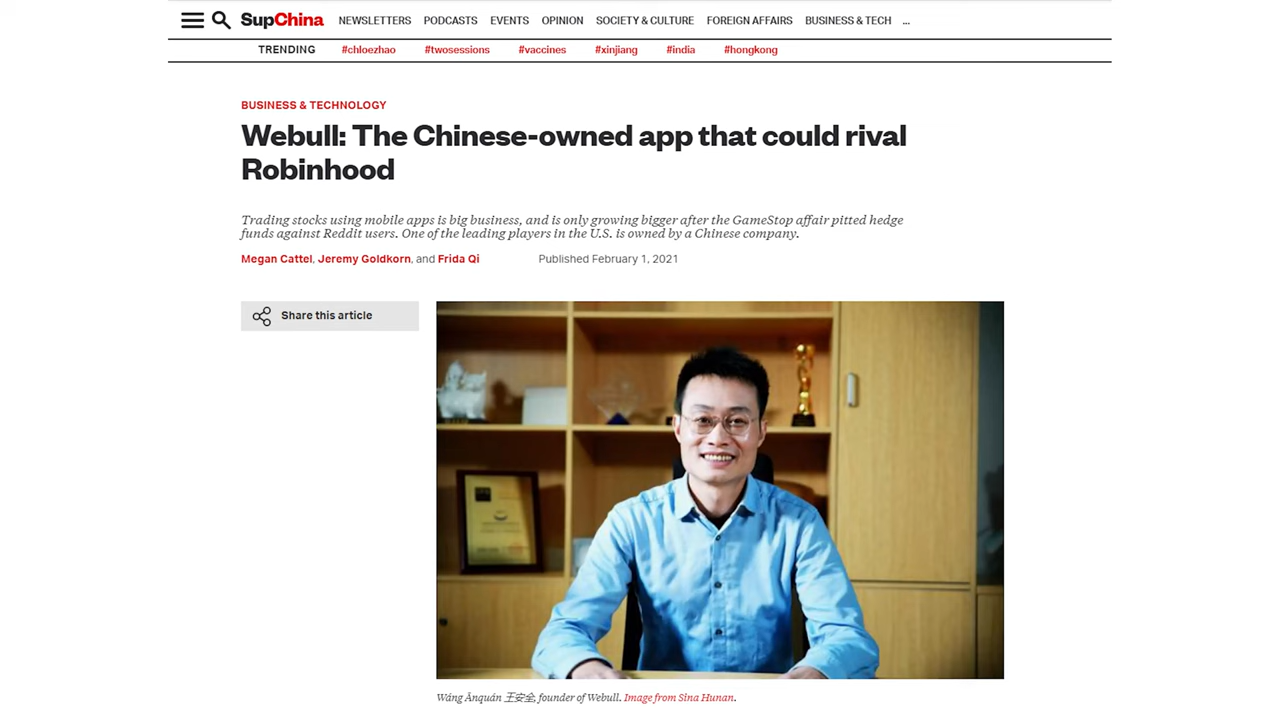 SupChina NEWSLETTERS PODCASTS EVENTS OPINION SOCIETY & CULTURE FOREIGN AFFAIRS BUSINESS & TECH ...
TRENDING #chloezhao #twosessions #vaccines #xinjiang #india #hongkong
BUSINESS & TECHNOLOGY
Webull: The Chinese-owned app that could rival
Robinhood
Trading stocks using mobile apps is big business, and is only growing bigger after the GameStop affair pitted hedge
funds against Reddit users. One of the leading players in the U.S. is owned by a Chinese company.
Megan Cattel, Jeremy Goldkorn, and Frida Qi Published February 1, 2021
Share this article
Wáng Ānquán 王安全, founder of Webull. Image from Sina Hunan.